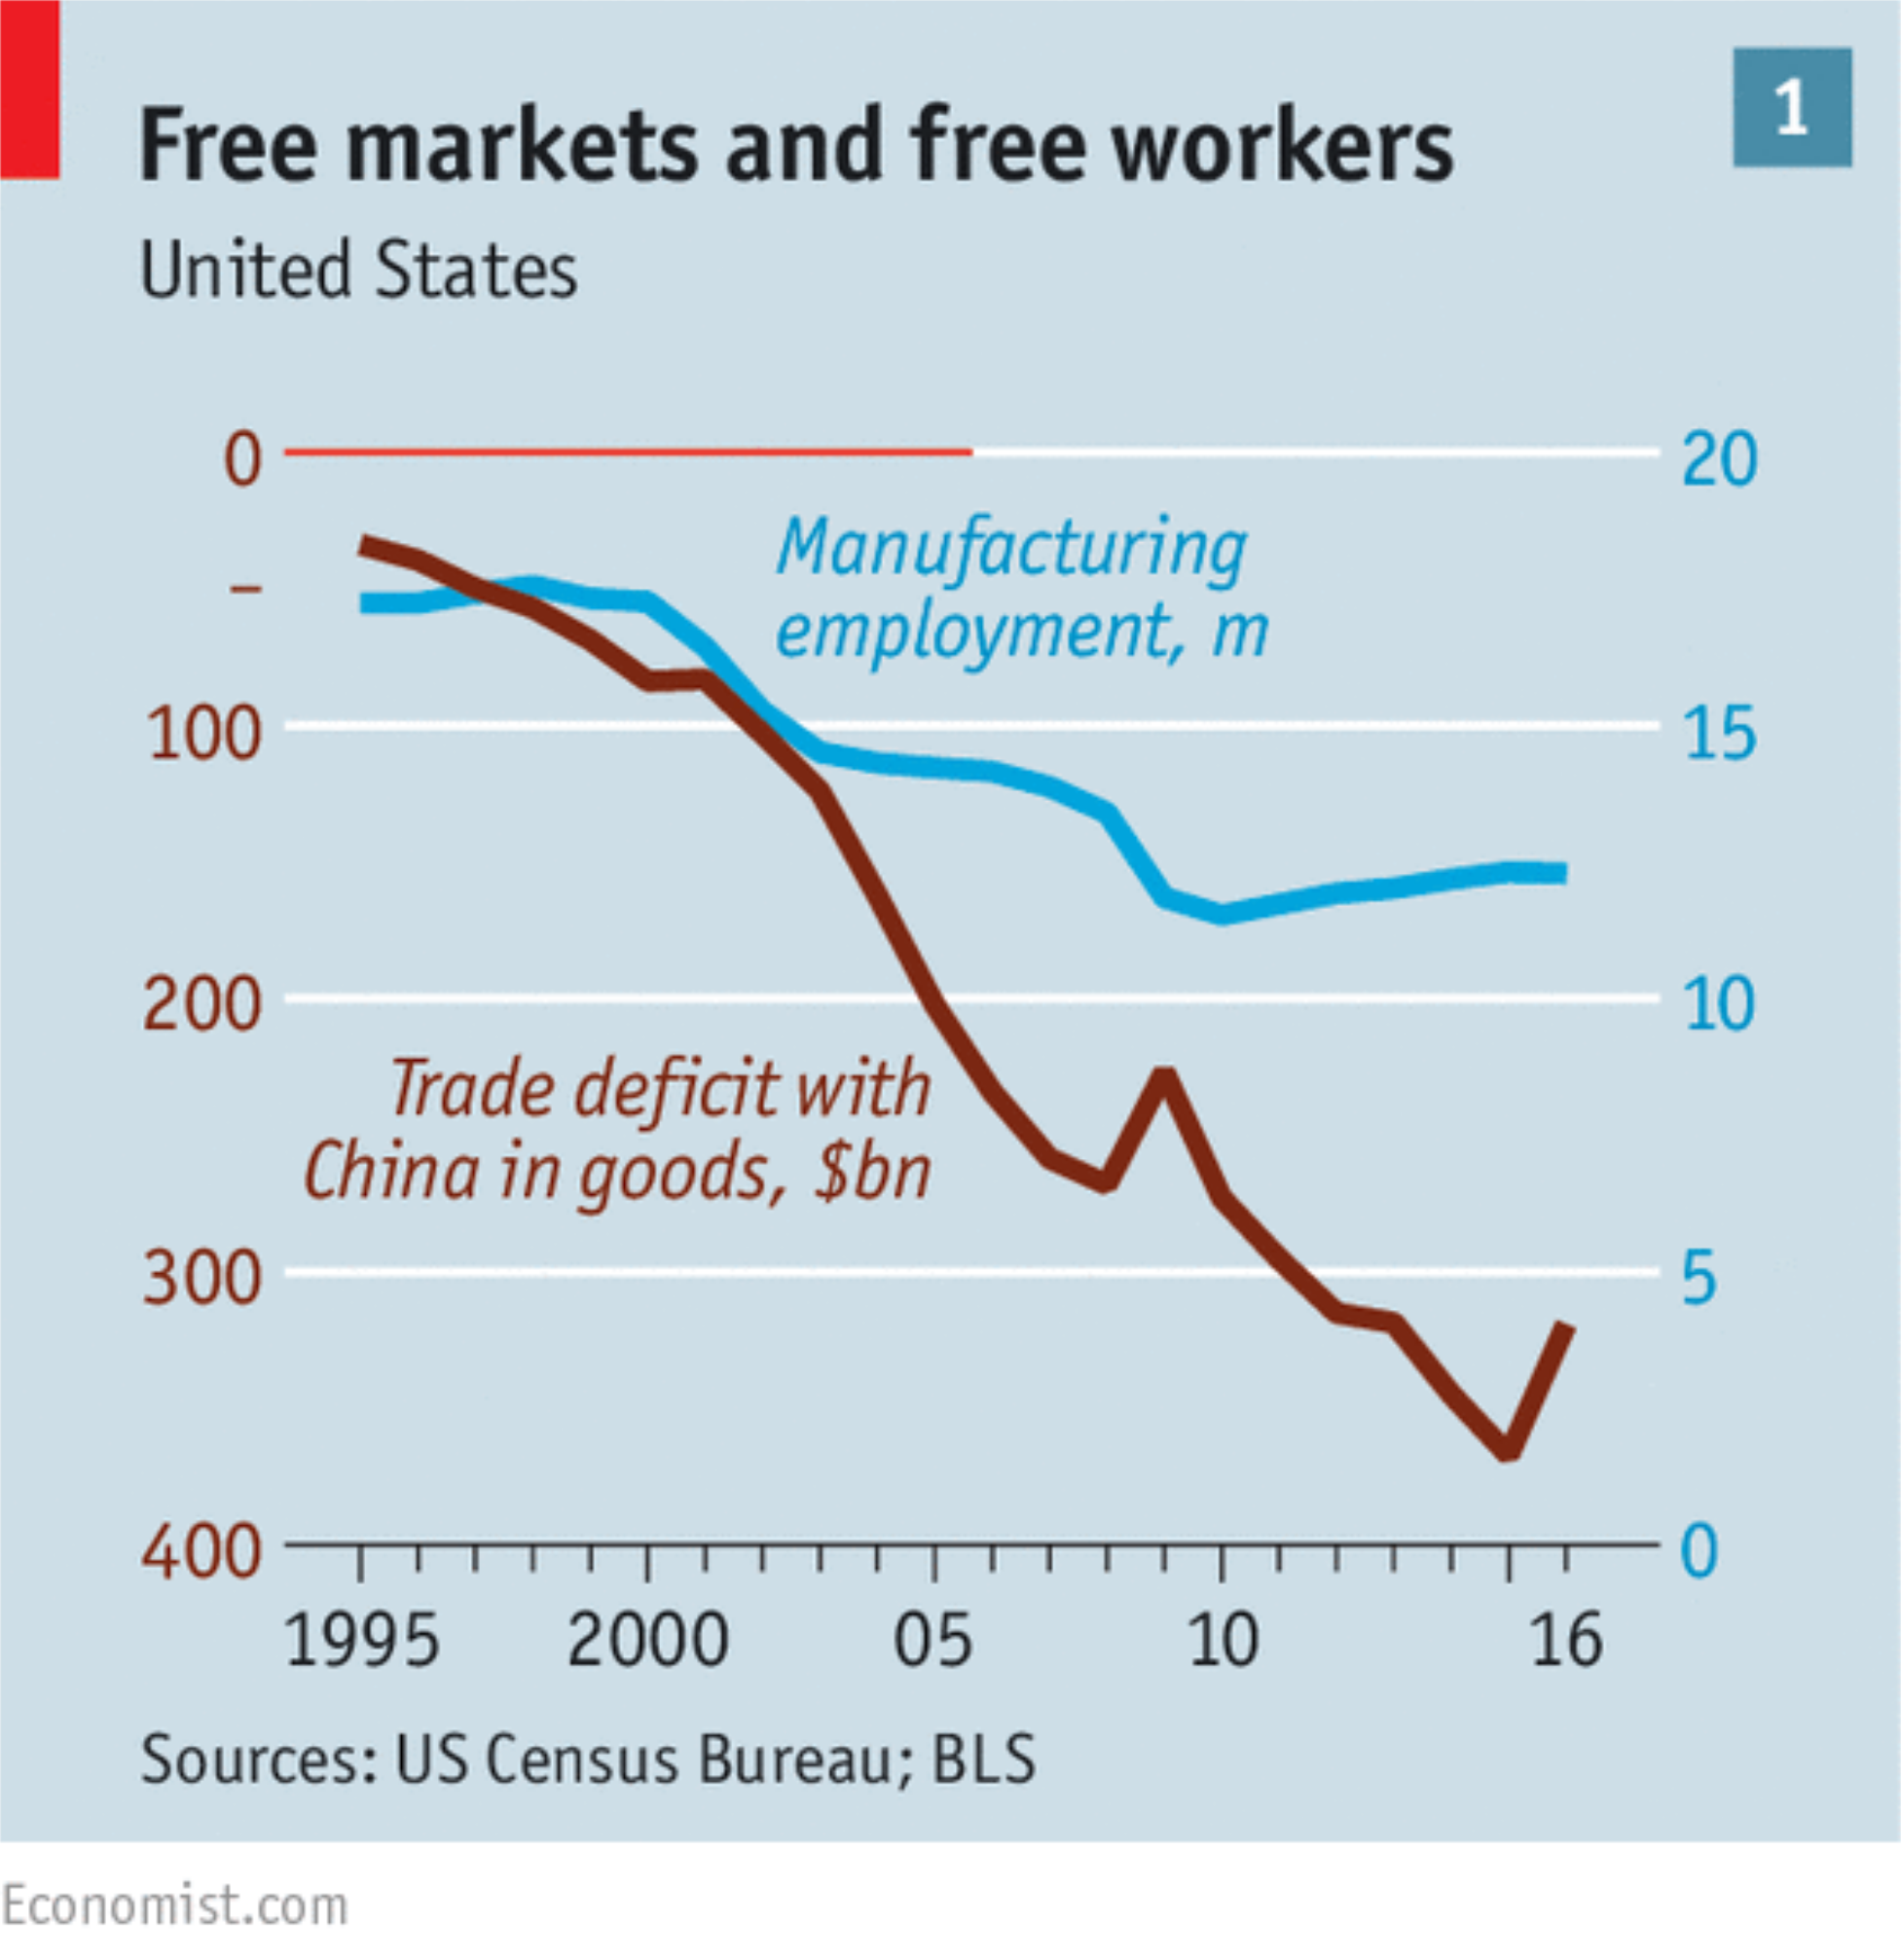 1
Free markets and free workers
United States
0
20
Manufacturing
employment, m
–
100
15
200
10
Trade deficit with
China in goods, $bn
300
5
400
0
1995
2000
05
10
16
Sources: US Census Bureau; BLS
Economist.com